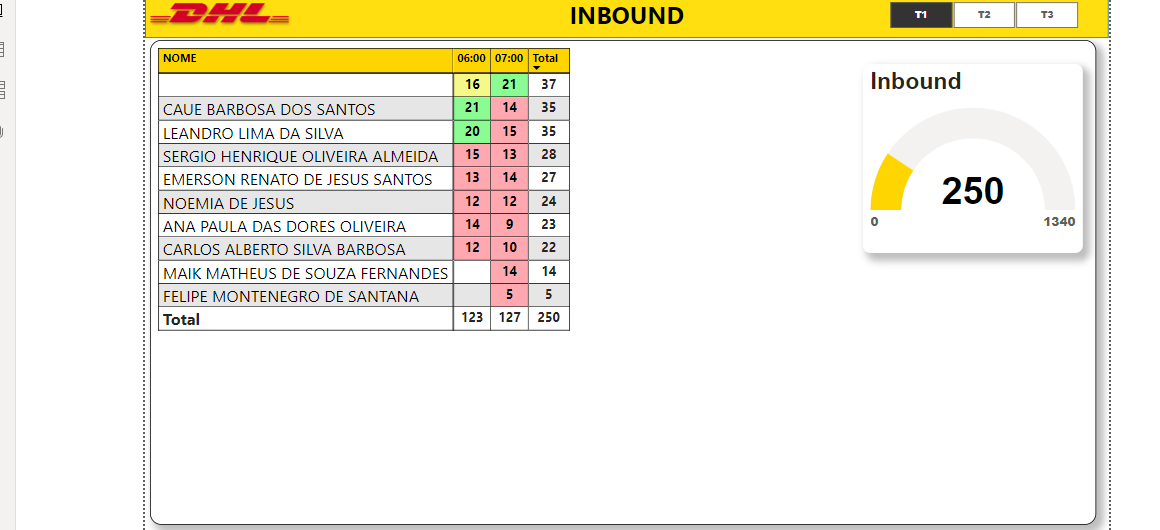 DHL
INBOUND
T1 T2 T3
NOME 06:00 07:00 Total
16 21 37
CAUE BARBOSA DOS SANTOS 21 14 35
LEANDRO LIMA DA SILVA 20 15 35
SERGIO HENRIQUE OLIVEIRA ALMEIDA 15 13 28
EMERSON RENATO DE JESUS SANTOS 13 14 27
NOEMIA DE JESUS 12 12 24
ANA PAULA DAS DORES OLIVEIRA 14 9 23
CARLOS ALBERTO SILVA BARBOSA 12 10 22
MAIK MATHEUS DE SOUZA FERNANDES 14 14
FELIPE MONTENEGRO DE SANTANA 5 5
Total 123 127 250
Inbound
250
0 1340